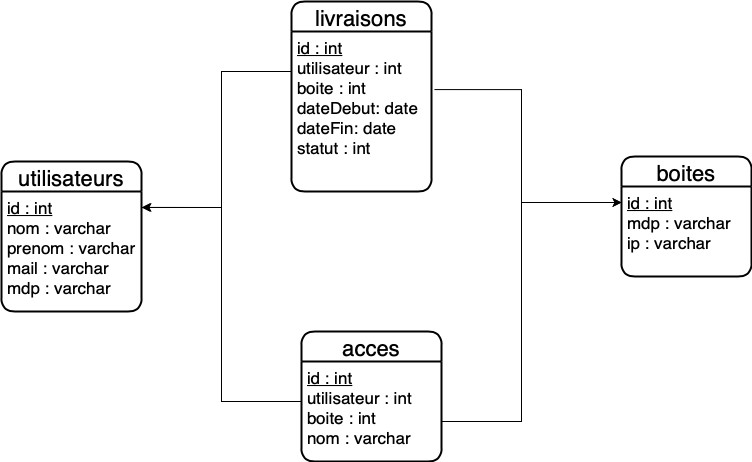 livraisons
id : int
utilisateur : int
boite : int
dateDebut: date
dateFin: date
statut : int
utilisateurs
id : int
nom : varchar
prenom : varchar
mail : varchar
mdp : varchar
boites
id : int
mdp : varchar
ip : varchar
acces
id : int
utilisateur : int
boite : int
nom : varchar